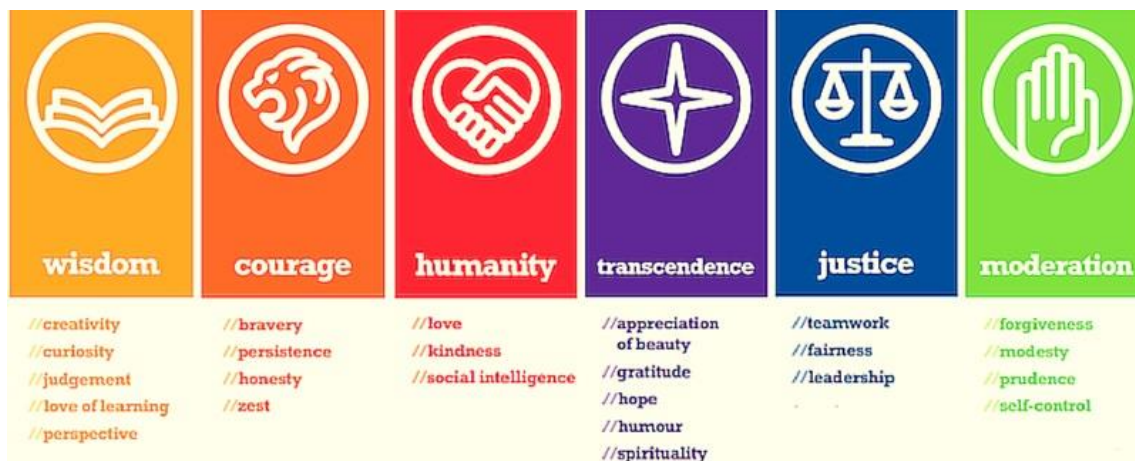 wisdom
//creativity
//curiosity
//judgement
//love of learning
//perspective
courage
//bravery
//persistence
//honesty
//zest
humanity
//love
//kindness
//social intelligence
transcendence
//appreciation
of beauty
//gratitude
//hope
//humour
//spirituality
justice
//teamwork
//fairness
//leadership
moderation
//forgiveness
//modesty
//prudence
//self-control